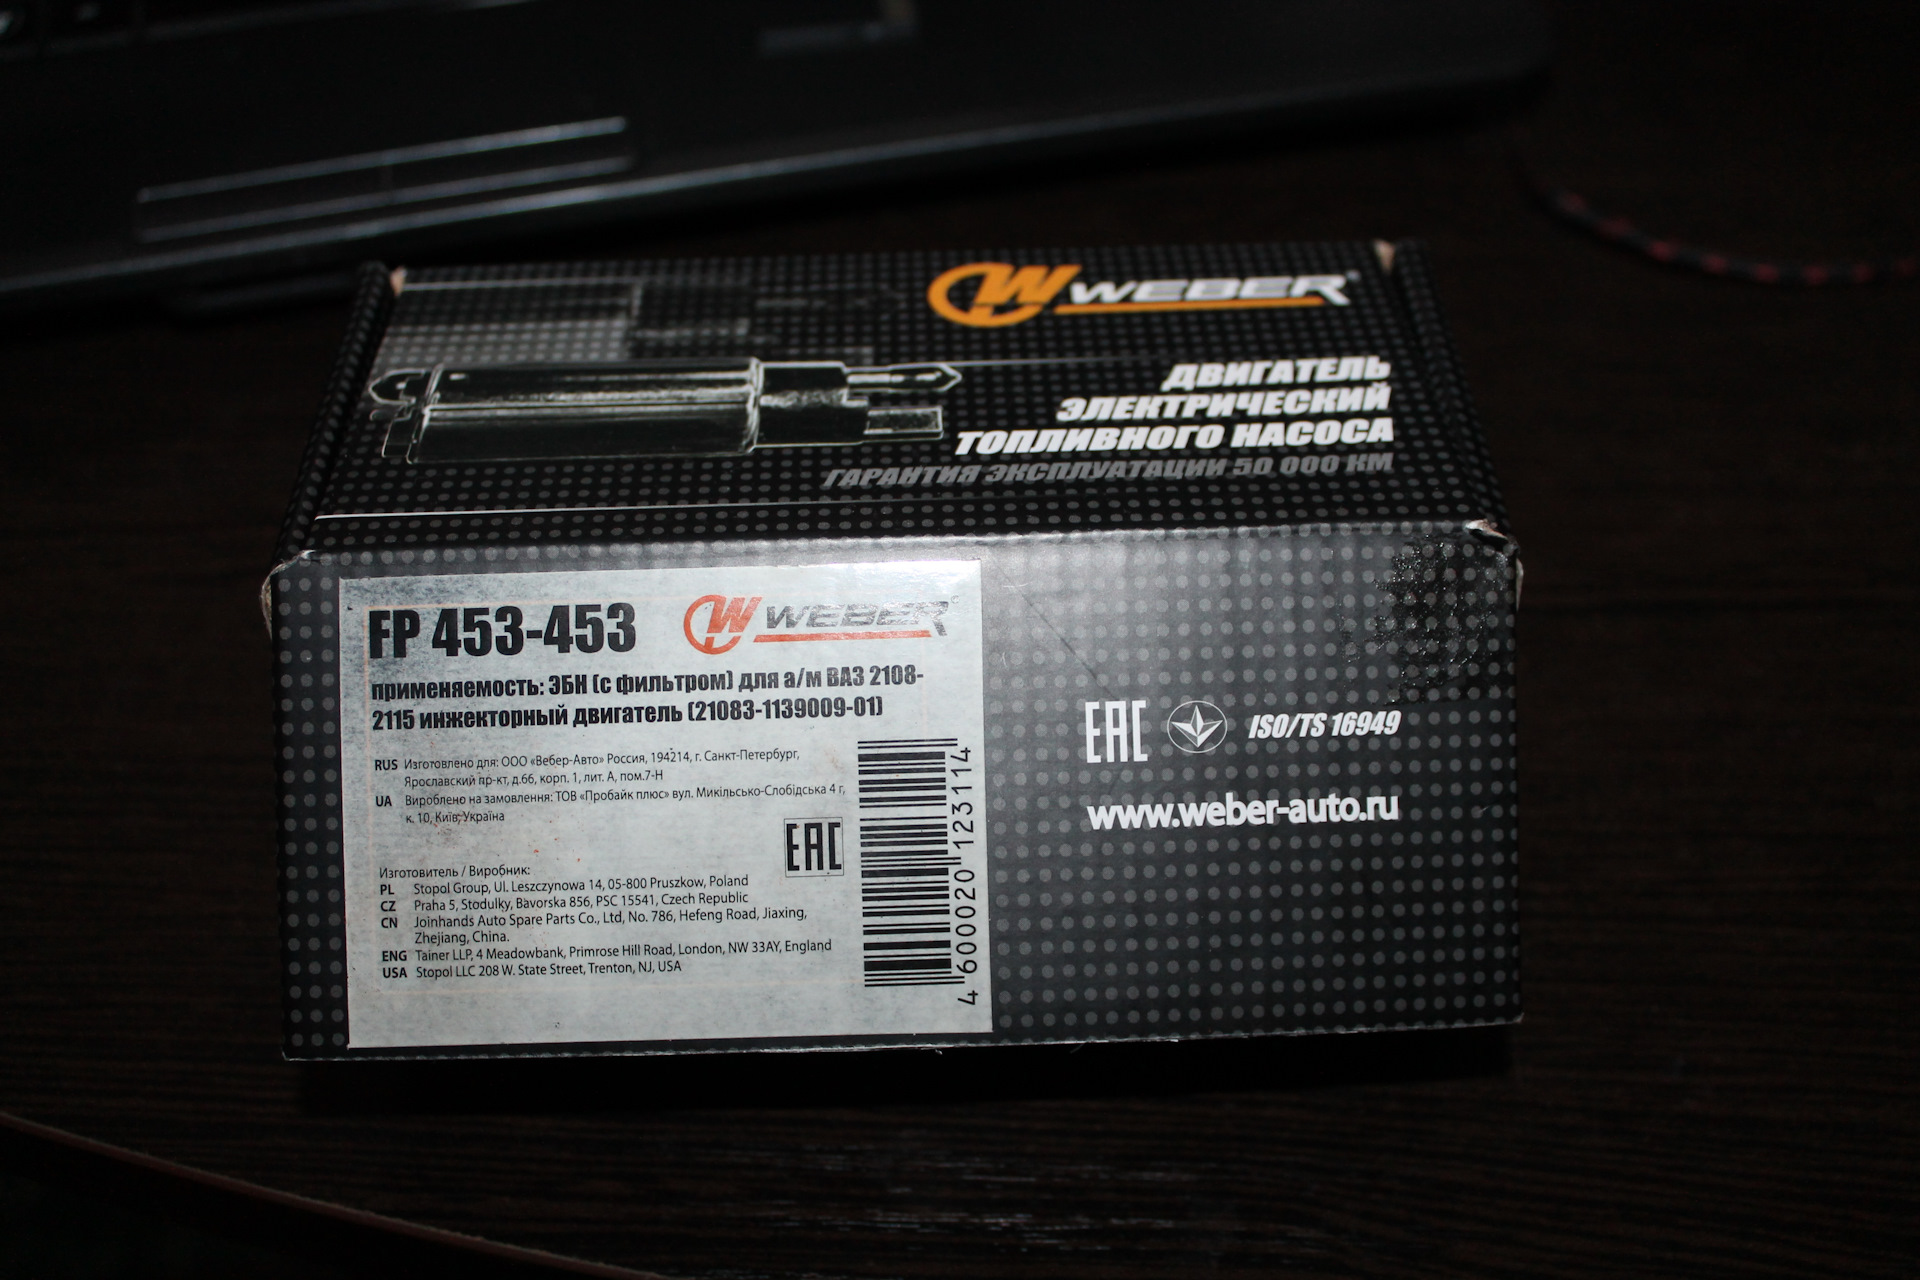 WEBER
ДВИГАТЕЛЬ
ЭЛЕКТРИЧЕСКИЙ
ТОПЛИВНОГО НАСОСА
ГАРАНТИЯ ЭКСПЛУАТАЦИИ 50 000 КМ
FP 453-453
WEBER
применяемость: ЭБН (с фильтром) для а/м ВАЗ 2108-
2115 инжекторный двигатель (21083-1139009-01)
RUS Изготовлено для: ООО «Вебер-Авто» Россия, 194214, г. Санкт-Петербург,
Ярославский пр-кт, д.66, корп. 1, лит. А, пом.7-Н
UA Вироблено на замовлення: ТОВ «Пробайк плюс» вул. Микільсько-Слобідська 4 г,
к. 10, Київ, Україна
EAC
Изготовитель / Виробник:
PL Stopol Group, Ul. Leszczynowa 14, 05-800 Pruszkow, Poland
CZ Praha 5, Stodulky, Bavorska 856, PSC 15541, Czech Republic
CN Joinhands Auto Spare Parts Co., Ltd, No. 786, Hefeng Road, Jiaxing,
Zhejiang, China.
ENG Tainer LLP, 4 Meadowbank, Primrose Hill Road, London, NW 33AY, England
USA Stopol LLC 208 W. State Street, Trenton, NJ, USA
4 600020 123114
EAC ISO/TS 16949
www.weber-auto.ru